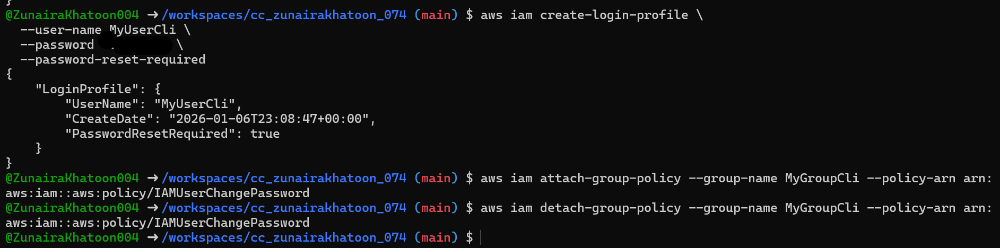 }
@ZunairaKhatoon004 ➜ /workspaces/cc_zunairakhatoon_074 (main) $ aws iam create-login-profile \
  --user-name MyUserCli \
  --password \
  --password-reset-required
{
    "LoginProfile": {
        "UserName": "MyUserCli",
        "CreateDate": "2026-01-06T23:08:47+00:00",
        "PasswordResetRequired": true
    }
}
@ZunairaKhatoon004 ➜ /workspaces/cc_zunairakhatoon_074 (main) $ aws iam attach-group-policy --group-name MyGroupCli --policy-arn arn:
aws:iam::aws:policy/IAMUserChangePassword
@ZunairaKhatoon004 ➜ /workspaces/cc_zunairakhatoon_074 (main) $ aws iam detach-group-policy --group-name MyGroupCli --policy-arn arn:
aws:iam::aws:policy/IAMUserChangePassword
@ZunairaKhatoon004 ➜ /workspaces/cc_zunairakhatoon_074 (main) $